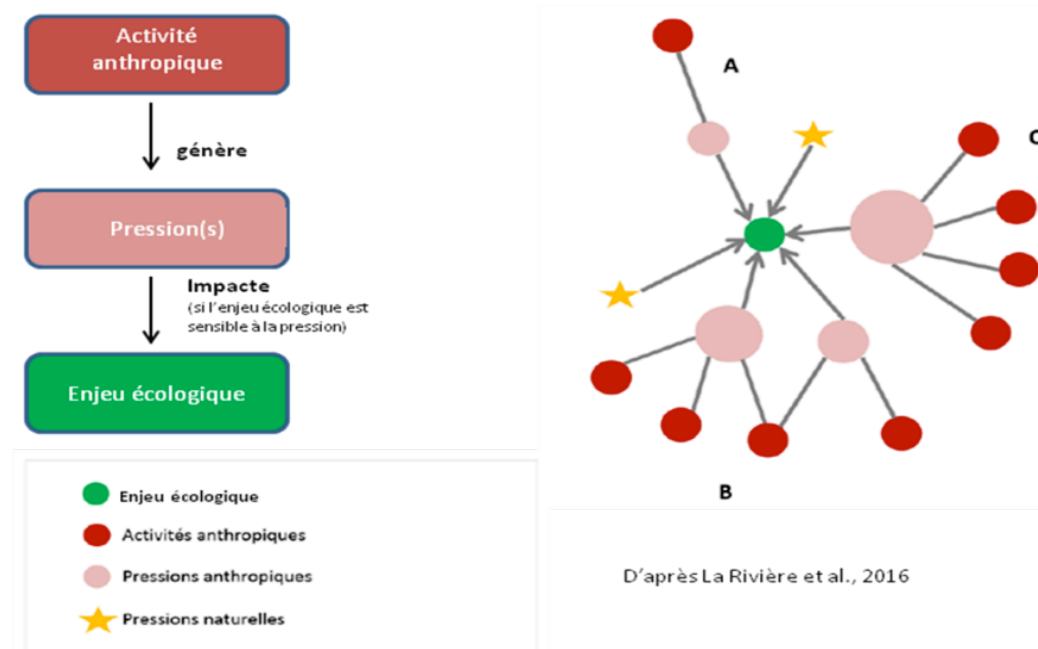 Activité
anthropique
génère
Pression(s)
Impacte
(si l'enjeu écologique est
sensible à la pression)
Enjeu écologique
Enjeu écologique
Activités anthropiques
Pressions anthropiques
Pressions naturelles
A
C
B
D'après La Rivière et al., 2016